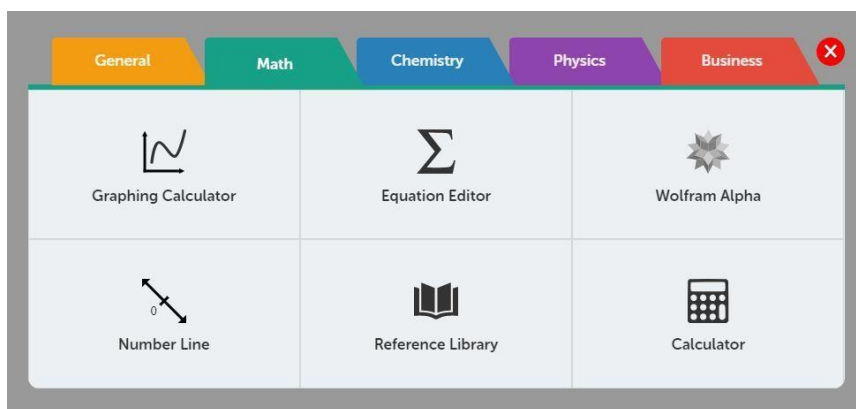 General Math Chemistry Physics Business
Graphing Calculator Equation Editor Wolfram Alpha
0
Number Line Reference Library Calculator